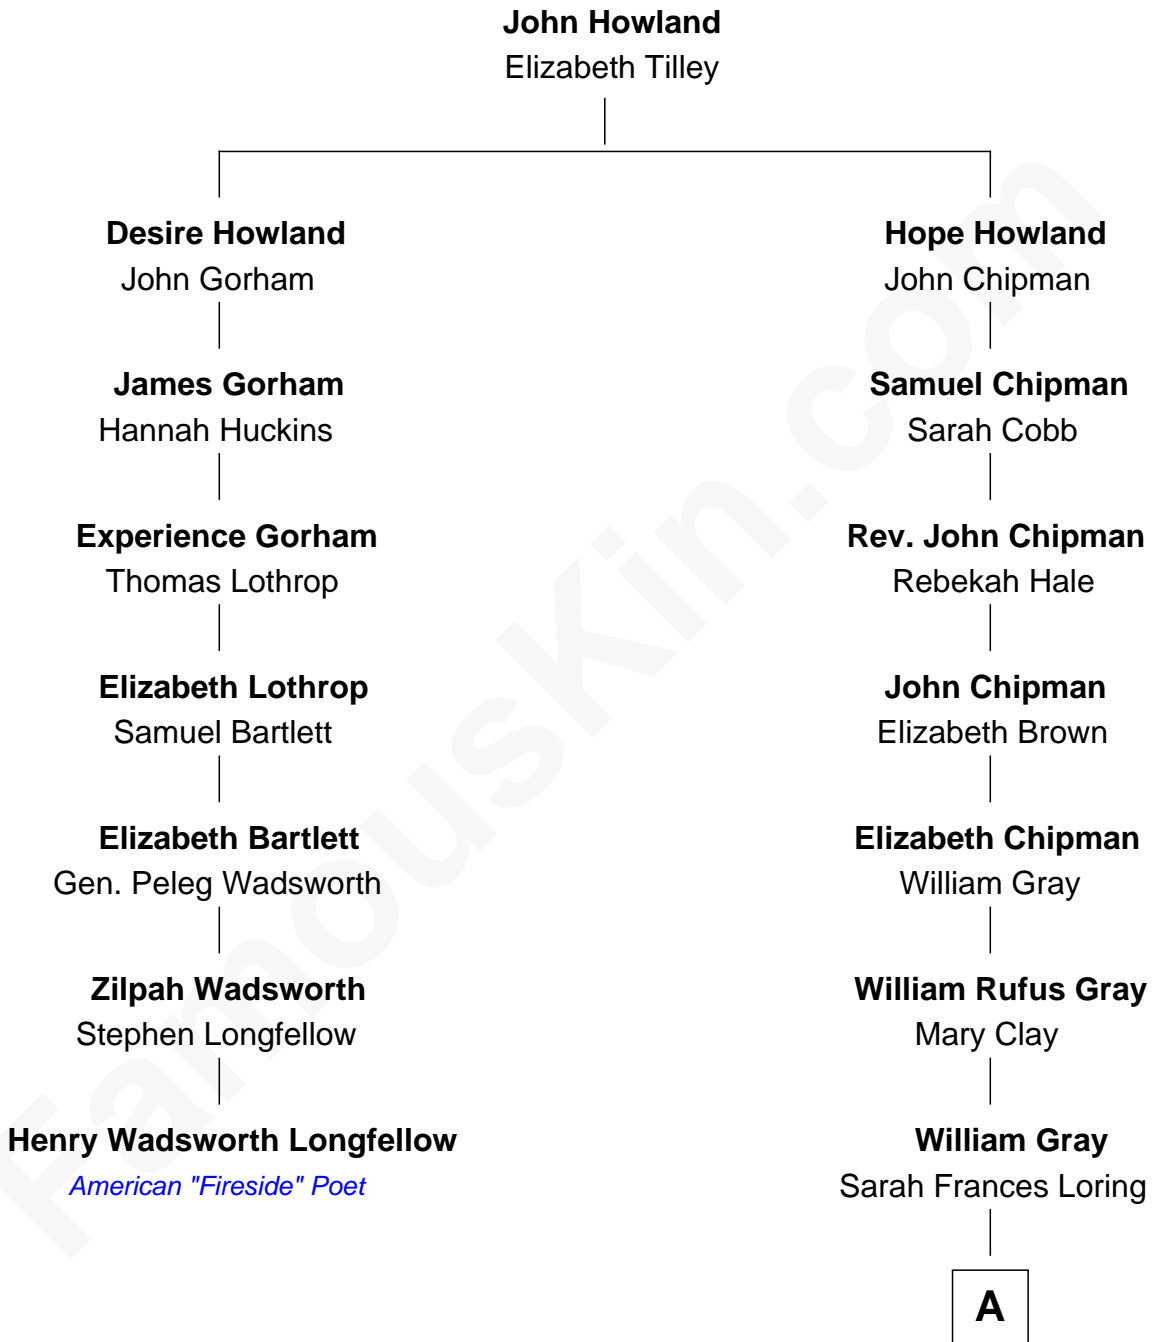 John Howland
Elizabeth Tilley
Desire Howland
John Gorham
James Gorham
Hannah Huckins
Experience Gorham
Thomas Lothrop
Elizabeth Lothrop
Samuel Bartlett
Elizabeth Bartlett
Gen. Peleg Wadsworth
Zilpah Wadsworth
Stephen Longfellow
Henry Wadsworth Longfellow
American "Fireside" Poet
Hope Howland
John Chipman
Samuel Chipman
Sarah Cobb
Rev. John Chipman
Rebekah Hale
John Chipman
Elizabeth Brown
Elizabeth Chipman
William Gray
William Rufus Gray
Mary Clay
William Gray
Sarah Frances Loring
A
FamousKin.com